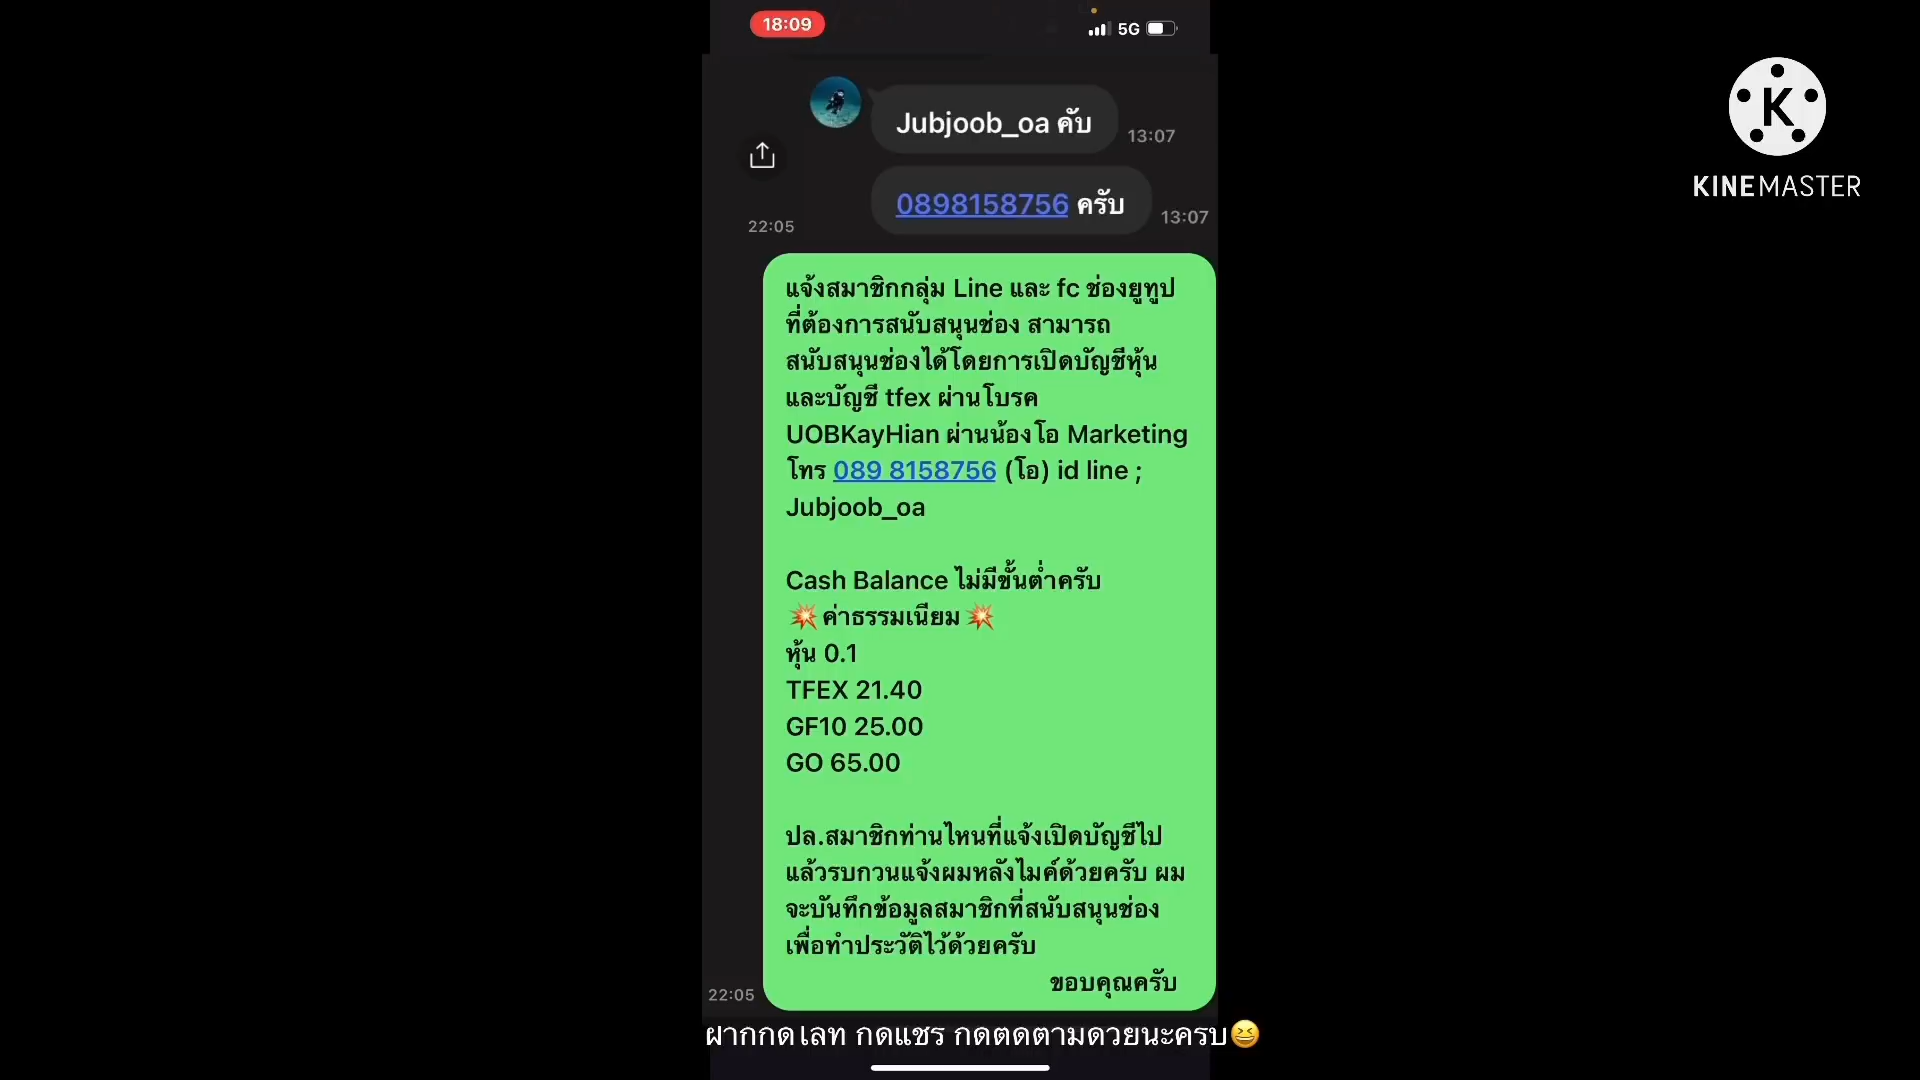 18:09
5G
Jubjoob_oa คับ
13:07
0898158756 ครับ
13:07
22:05
แจ้งสมาชิกกลุ่ม Line และ fc ช่องยูทูป
ที่ต้องการสนับสนุนช่อง สามารถ
สนับสนุนช่องได้โดยการเปิดบัญชีหุ้น
และบัญชี tfex ผ่านโบรค
UOBKayHian ผ่านน้องโอ Marketing
โทร 089 8158756 (โอ) id line ;
Jubjoob_oa
Cash Balance ไม่มีขั้นต่ำครับ
💥ค่าธรรมเนียม💥
หุ้น 0.1
TFEX 21.40
GF10 25.00
GO 65.00
ปล.สมาชิกท่านไหนที่แจ้งเปิดบัญชีไป
แล้วรบกวนแจ้งผมหลังไมค์ด้วยครับ ผม
จะบันทึกข้อมูลสมาชิกที่สนับสนุนช่อง
เพื่อทำประวัติไว้ด้วยครับ
ขอบคุณครับ
22:05
ฝากกดเลท กดแชร กดตดตามดวยนะครบ😆
K
KINEMASTER